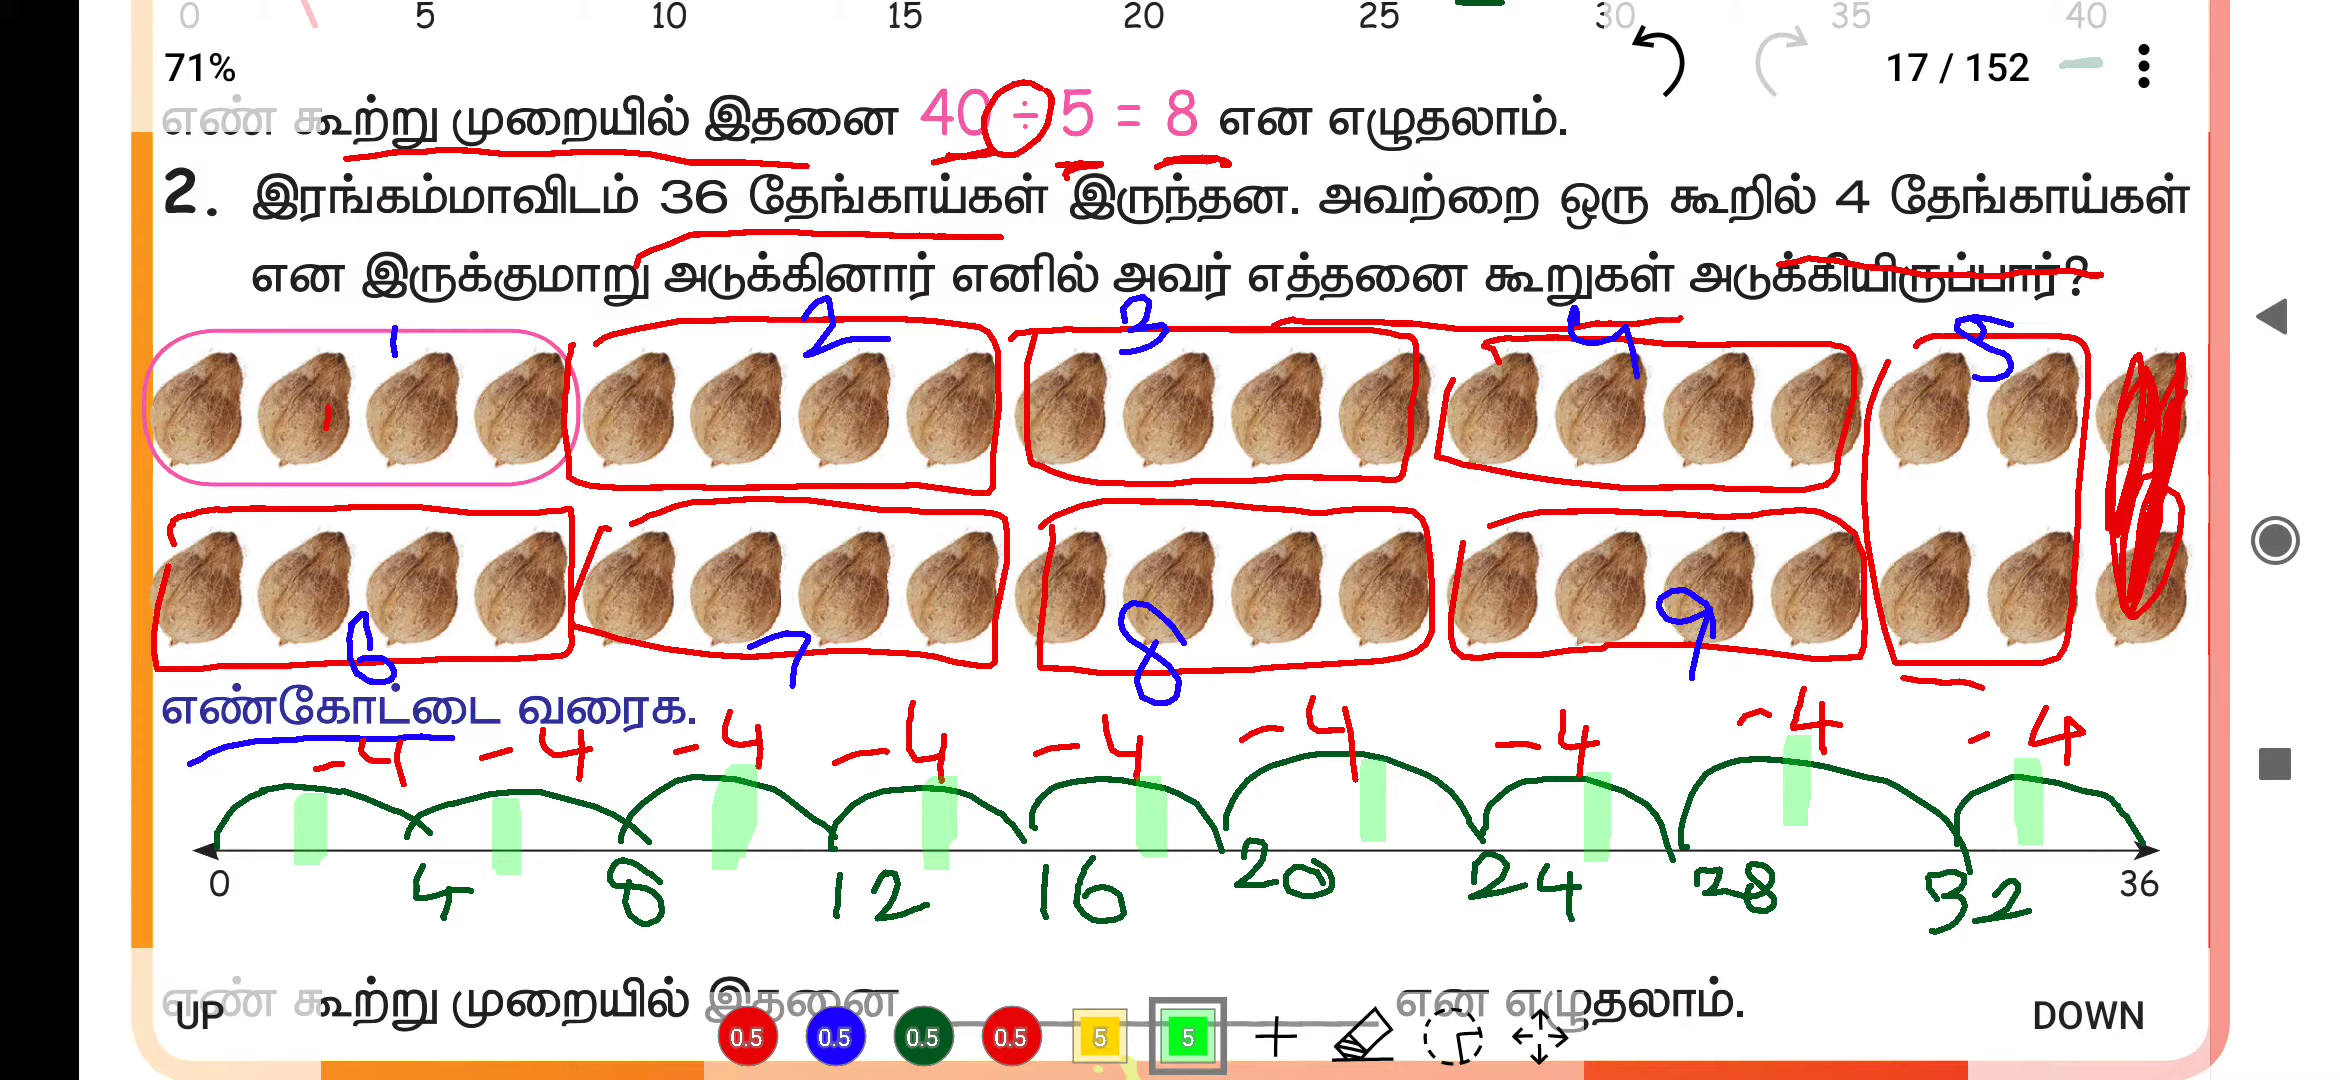 0 5 10 15 20 25 30 35 40
71% 17 / 152
எண் கூற்று முறையில் இதனை 40 ÷ 5 = 8 என எழுதலாம்.
2. இரங்கம்மாவிடம் 36 தேங்காய்கள் இருந்தன. அவற்றை ஒரு கூறில் 4 தேங்காய்கள்
என இருக்குமாறு அடுக்கினார் எனில் அவர் எத்தனை கூறுகள் அடுக்கியிருப்பார்?
1 2 3 4 5
6 7 8 9
எண்கோட்டை வரைக.
-4 -4 -4 -4 -4 -4 -4 -4 -4
0 4 8 12 16 20 24 28 32 36
எண் கூற்று முறையில் இதனை என எழுதலாம்.
UP 0.5 0.5 0.5 0.5 5 5 DOWN